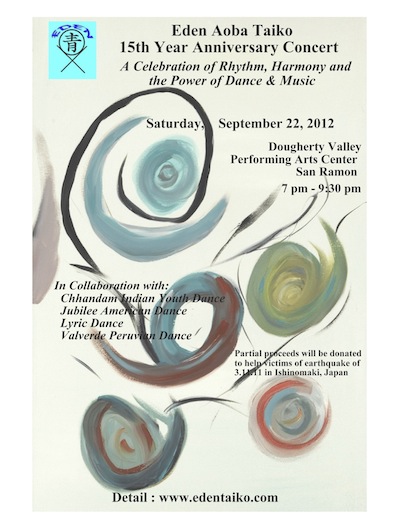 EDEN
青
Eden Aoba Taiko
15th Year Anniversary Concert
A Celebration of Rhythm, Harmony and
the Power of Dance & Music
Saturday, September 22, 2012
Dougherty Valley
Performing Arts Center
San Ramon
7 pm - 9:30 pm
In Collaboration with:
Chhandam Indian Youth Dance
Jubilee American Dance
Lyric Dance
Valverde Peruvian Dance
Partial proceeds will be donated
to help victims of earthquake of
3.11.11 in Ishinomaki, Japan
Detail : www.edentaiko.com